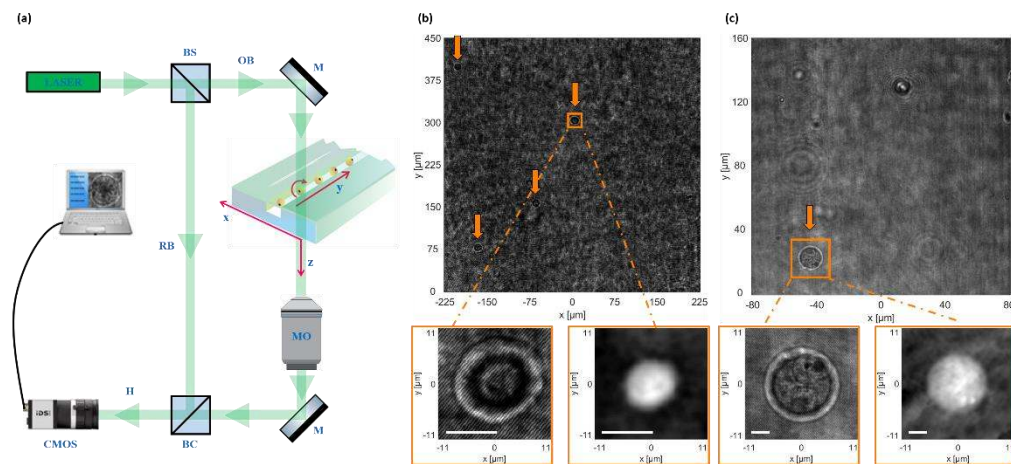 (a)
BS
OB
M
LASER
x
y
z
RB
MO
H
CMOS
BC
M
iDS
(b)
450
375
300
225
150
75
0
y [µm]
-225
-150
-75
0
75
150
225
x [µm]
11
0
-11
y [µm]
-11
0
11
x [µm]
11
0
-11
-11
0
11
x [µm]
(c)
160
120
80
40
0
y [µm]
-80
-40
0
40
80
x [µm]
11
0
-11
y [µm]
-11
0
11
x [µm]
11
0
-11
-11
0
11
x [µm]